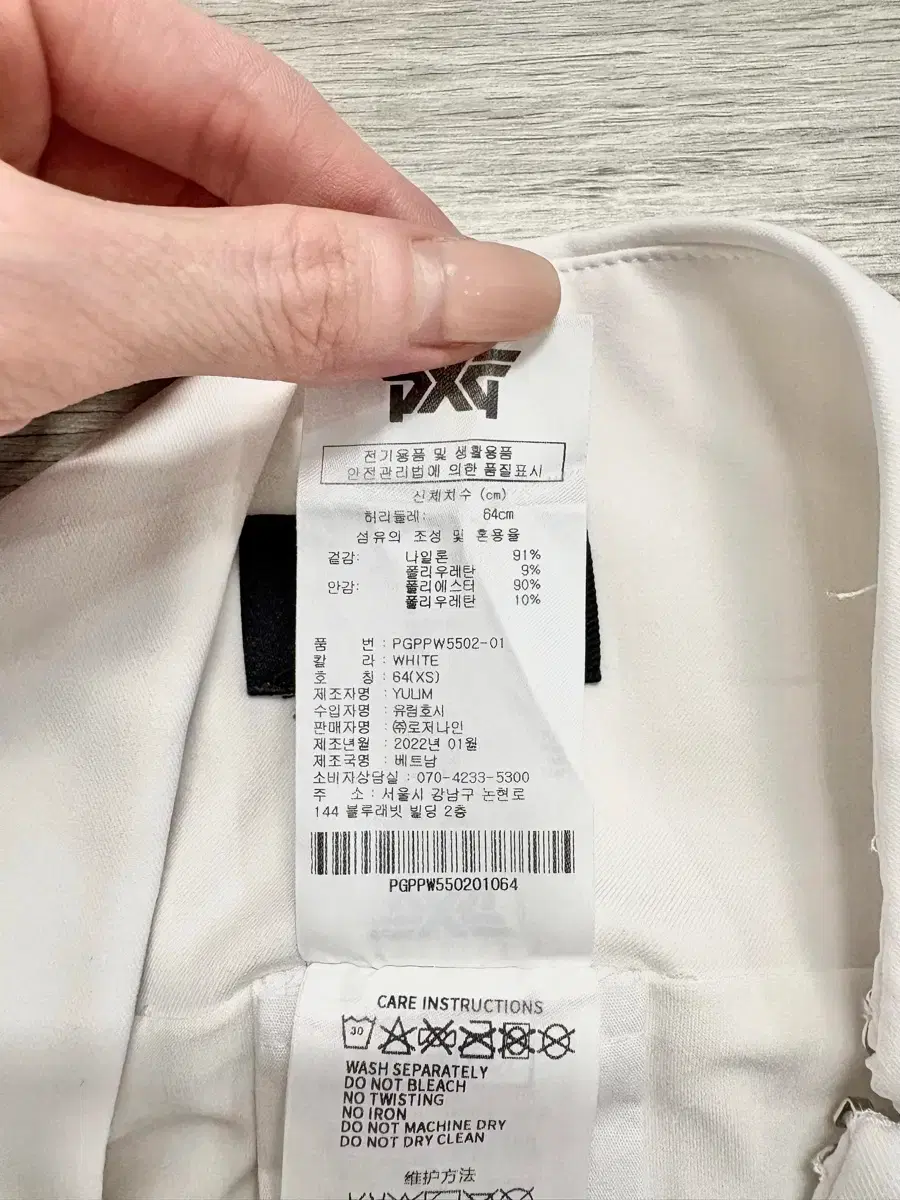 PXG
전기용품 및 생활용품
안전관리법에 의한 품질표시
신체치수 (cm)
허리둘레: 64cm
섬유의 조성 및 혼용율
겉감: 나일론 91%
폴리우레탄 9%
안감: 폴리에스터 90%
폴리우레탄 10%
품 번 : PGPPW5502-01
칼 라 : WHITE
호 칭 : 64(XS)
제조자명 : YULIM
수입자명 : 유림호시
판매자명 : ㈜로저나인
제조년월 : 2022년 01월
제조국명 : 베트남
소비자상담실 : 070-4233-5300
주 소 : 서울시 강남구 논현로
144 블루래빗 빌딩 2층
PGPPW550201064
CARE INSTRUCTIONS
30
WASH SEPARATELY
DO NOT BLEACH
NO TWISTING
NO IRON
DO NOT MACHINE DRY
DO NOT DRY CLEAN
维护方法